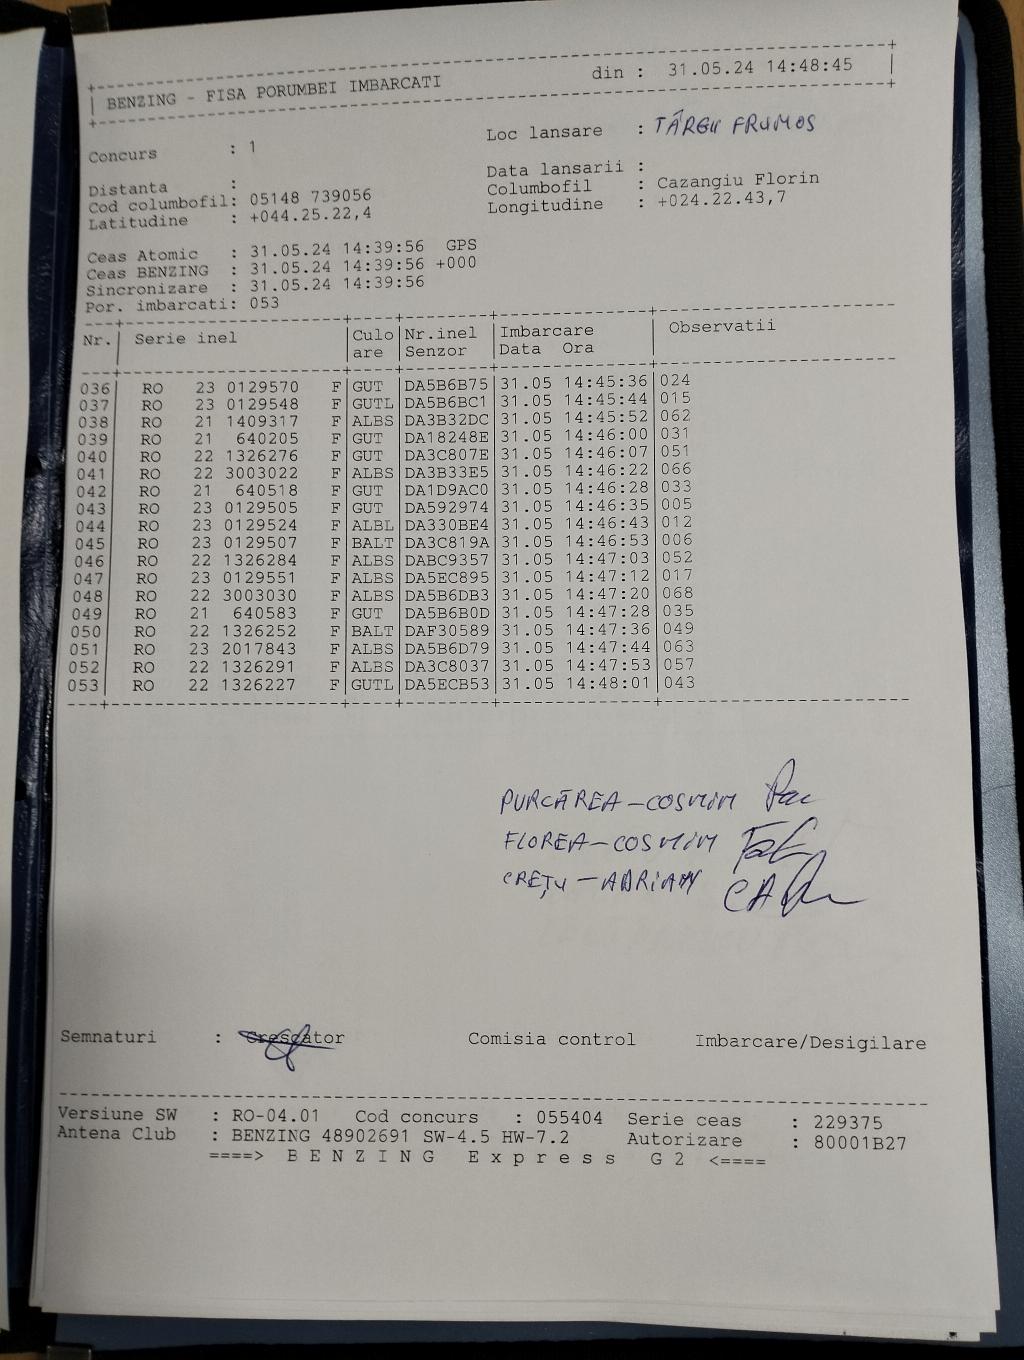 BENZING - FISA PORUMBEI IMBARCATI din : 31.05.24 14:48:45
Concurs : 1 Loc lansare : TÂRGU FRUMOS
Distanta : Data lansarii :
Cod columbofil: 05148 739056 Columbofil : Cazangiu Florin
Latitudine : +044.25.22,4 Longitudine : +024.22.43,7
Ceas Atomic : 31.05.24 14:39:56 GPS
Ceas BENZING : 31.05.24 14:39:56 +000
Sincronizare : 31.05.24 14:39:56
Por. imbarcati: 053
Nr.| Serie inel |Culo|Nr.inel |Imbarcare | Observatii
|are |Senzor |Data Ora
036| RO 23 0129570 F|GUT |DA5B6B75|31.05 14:45:36|024
037| RO 23 0129548 F|GUTL|DA5B6BC1|31.05 14:45:44|015
038| RO 21 1409317 F|ALBS|DA3B32DC|31.05 14:45:52|062
039| RO 21 640205 F|GUT |DA18248E|31.05 14:46:00|031
040| RO 22 1326276 F|GUT |DA3C807E|31.05 14:46:07|051
041| RO 22 3003022 F|ALBS|DA3B33E5|31.05 14:46:22|066
042| RO 21 640518 F|GUT |DA1D9AC0|31.05 14:46:28|033
043| RO 23 0129505 F|GUT |DA592974|31.05 14:46:35|005
044| RO 23 0129524 F|ALBL|DA330BE4|31.05 14:46:43|012
045| RO 23 0129507 F|BALT|DA3C819A|31.05 14:46:53|006
046| RO 22 1326284 F|ALBS|DABC9357|31.05 14:47:03|052
047| RO 23 0129551 F|ALBS|DA5EC895|31.05 14:47:12|017
048| RO 22 3003030 F|ALBS|DA5B6DB3|31.05 14:47:20|068
049| RO 21 640583 F|GUT |DA5B6B0D|31.05 14:47:28|035
050| RO 22 1326252 F|BALT|DAF30589|31.05 14:47:36|049
051| RO 23 2017843 F|ALBS|DA5B6D79|31.05 14:47:44|063
052| RO 22 1326291 F|ALBS|DA3C8037|31.05 14:47:53|057
053| RO 22 1326227 F|GUTL|DA5ECB53|31.05 14:48:01|043
PURCĂREA-COSMIN
FLOREA-COSMIN
CREȚU-ADRIAN
Semnaturi : Crescator Comisia control Imbarcare/Desigilare
Versiune SW : RO-04.01 Cod concurs : 055404 Serie ceas : 229375
Antena Club : BENZING 48902691 SW-4.5 HW-7.2 Autorizare : 80001B27
====> B E N Z I N G E x p r e s s G 2 <====